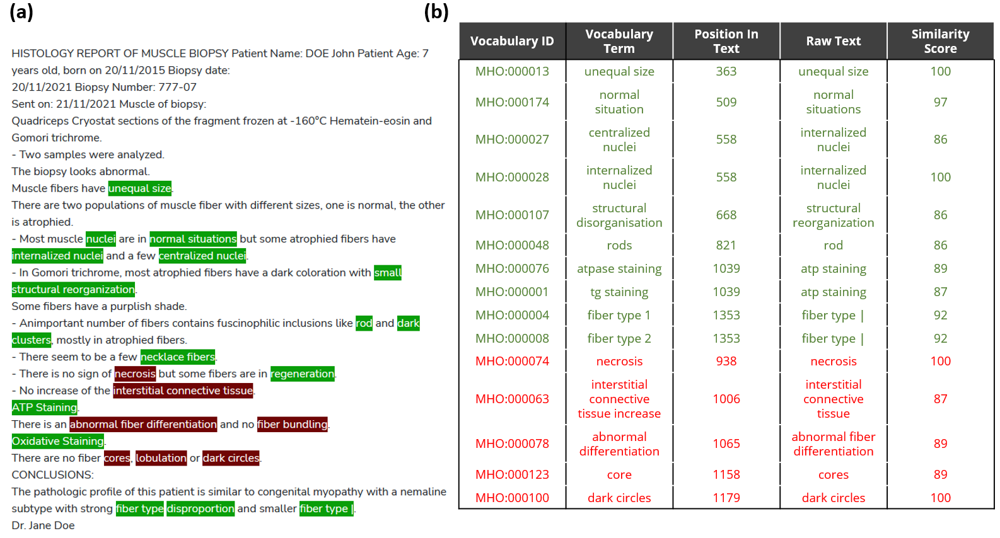 (a)
HISTOLOGY REPORT OF MUSCLE BIOPSY Patient Name: DOE John Patient Age: 7
years old, born on 20/11/2015 Biopsy date:
20/11/2021 Biopsy Number: 777-07
Sent on: 21/11/2021 Muscle of biopsy:
Quadriceps Cryostat sections of the fragment frozen at -160°C Hematein-eosin and
Gomori trichrome.
- Two samples were analyzed.
The biopsy looks abnormal.
Muscle fibers have unequal size.
There are two populations of muscle fiber with different sizes, one is normal, the other
is atrophied.
- Most muscle nuclei are in normal situations but some atrophied fibers have
internalized nuclei and a few centralized nuclei.
- In Gomori trichrome, most atrophied fibers have a dark coloration with small
structural reorganization.
Some fibers have a purplish shade.
- Animportant number of fibers contains fuscinophilic inclusions like rod and dark
clusters, mostly in atrophied fibers.
- There seem to be a few necklace fibers.
- There is no sign of necrosis but some fibers are in regeneration.
- No increase of the interstitial connective tissue.
ATP Staining.
There is an abnormal fiber differentiation and no fiber bundling.
Oxidative Staining.
There are no fiber cores, lobulation or dark circles.
CONCLUSIONS:
The pathologic profile of this patient is similar to congenital myopathy with a nemaline
subtype with strong fiber type disproportion and smaller fiber type |.
Dr. Jane Doe
(b)
Vocabulary ID Vocabulary Term Position In Text Raw Text Similarity Score
MHO:000013 unequal size 363 unequal size 100
MHO:000174 normal situation 509 normal situations 97
MHO:000027 centralized nuclei 558 internalized nuclei 86
MHO:000028 internalized nuclei 558 internalized nuclei 100
MHO:000107 structural disorganisation 668 structural reorganization 86
MHO:000048 rods 821 rod 86
MHO:000076 atpase staining 1039 atp staining 89
MHO:000001 tg staining 1039 atp staining 87
MHO:000004 fiber type 1 1353 fiber type | 92
MHO:000008 fiber type 2 1353 fiber type | 92
MHO:000074 necrosis 938 necrosis 100
MHO:000063 interstitial connective tissue increase 1006 interstitial connective tissue 87
MHO:000078 abnormal differentiation 1065 abnormal fiber differentiation 89
MHO:000123 core 1158 cores 89
MHO:000100 dark circles 1179 dark circles 100